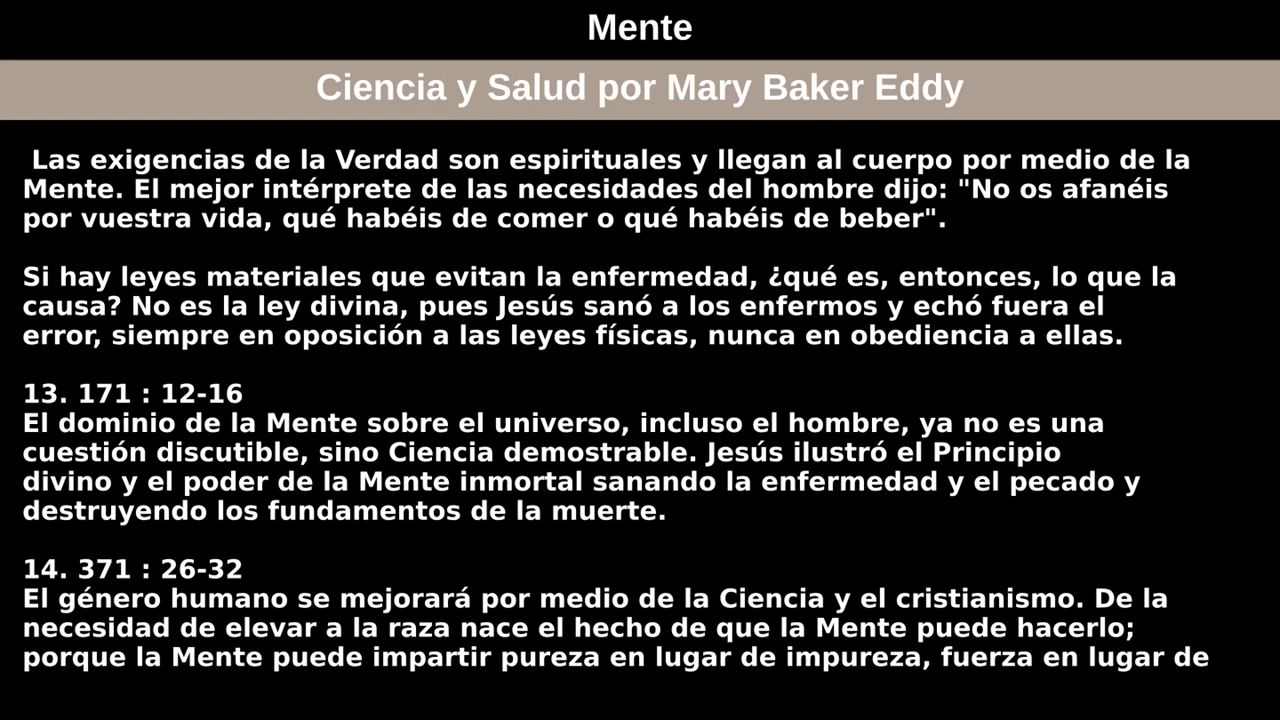 Mente
Ciencia y Salud por Mary Baker Eddy
Las exigencias de la Verdad son espirituales y llegan al cuerpo por medio de la
Mente. El mejor intérprete de las necesidades del hombre dijo: "No os afanéis
por vuestra vida, qué habéis de comer o qué habéis de beber".
Si hay leyes materiales que evitan la enfermedad, ¿qué es, entonces, lo que la
causa? No es la ley divina, pues Jesús sanó a los enfermos y echó fuera el
error, siempre en oposición a las leyes físicas, nunca en obediencia a ellas.
13. 171 : 12-16
El dominio de la Mente sobre el universo, incluso el hombre, ya no es una
cuestión discutible, sino Ciencia demostrable. Jesús ilustró el Principio
divino y el poder de la Mente inmortal sanando la enfermedad y el pecado y
destruyendo los fundamentos de la muerte.
14. 371 : 26-32
El género humano se mejorará por medio de la Ciencia y el cristianismo. De la
necesidad de elevar a la raza nace el hecho de que la Mente puede hacerlo;
porque la Mente puede impartir pureza en lugar de impureza, fuerza en lugar de